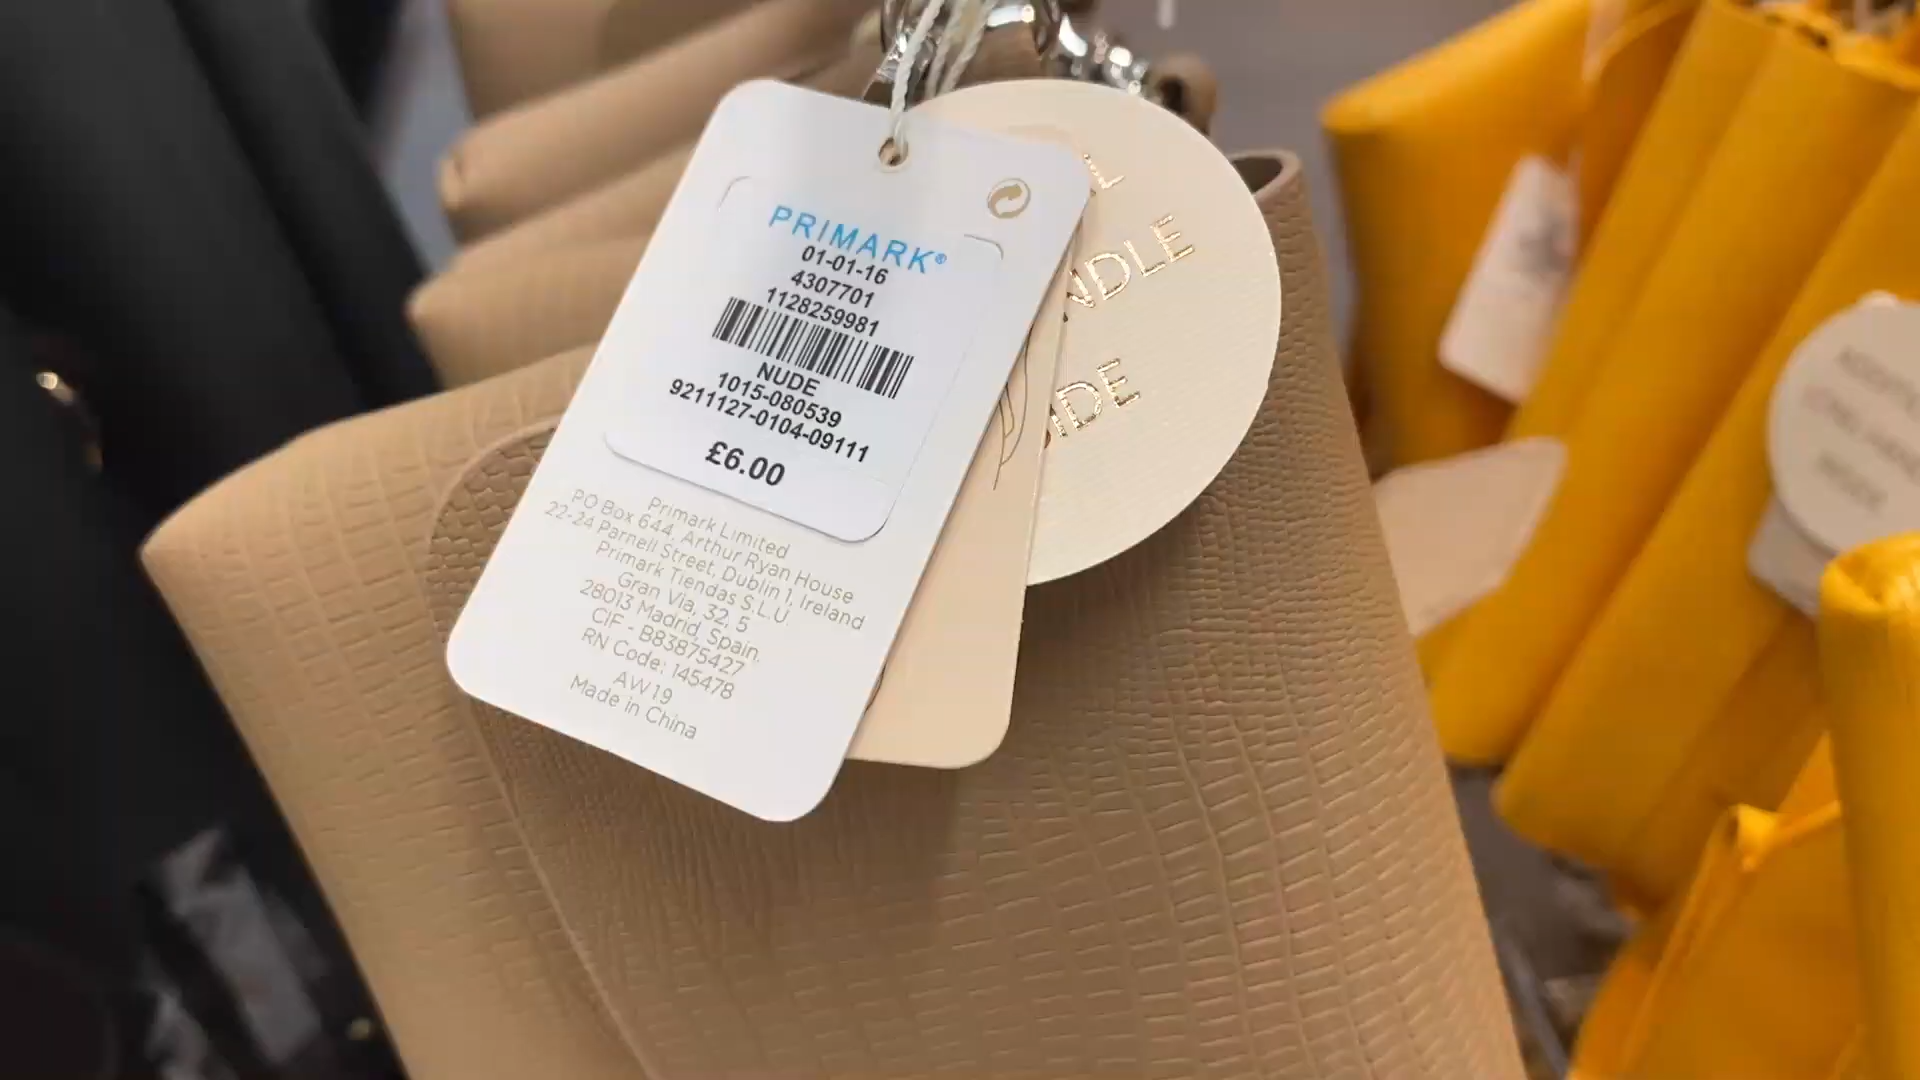 PRIMARK®
01-01-16
4307701
1128259981
NUDE
1015-080539
9211127-0104-09111
£6.00
Primark Limited
PO Box 644, Arthur Ryan House
22-24 Parnell Street, Dublin 1, Ireland
Primark Tiendas S.L.U.
Gran Via, 32, 5
28013 Madrid, Spain.
CIF - B83875427
RN Code: 145478
AW19
Made in China